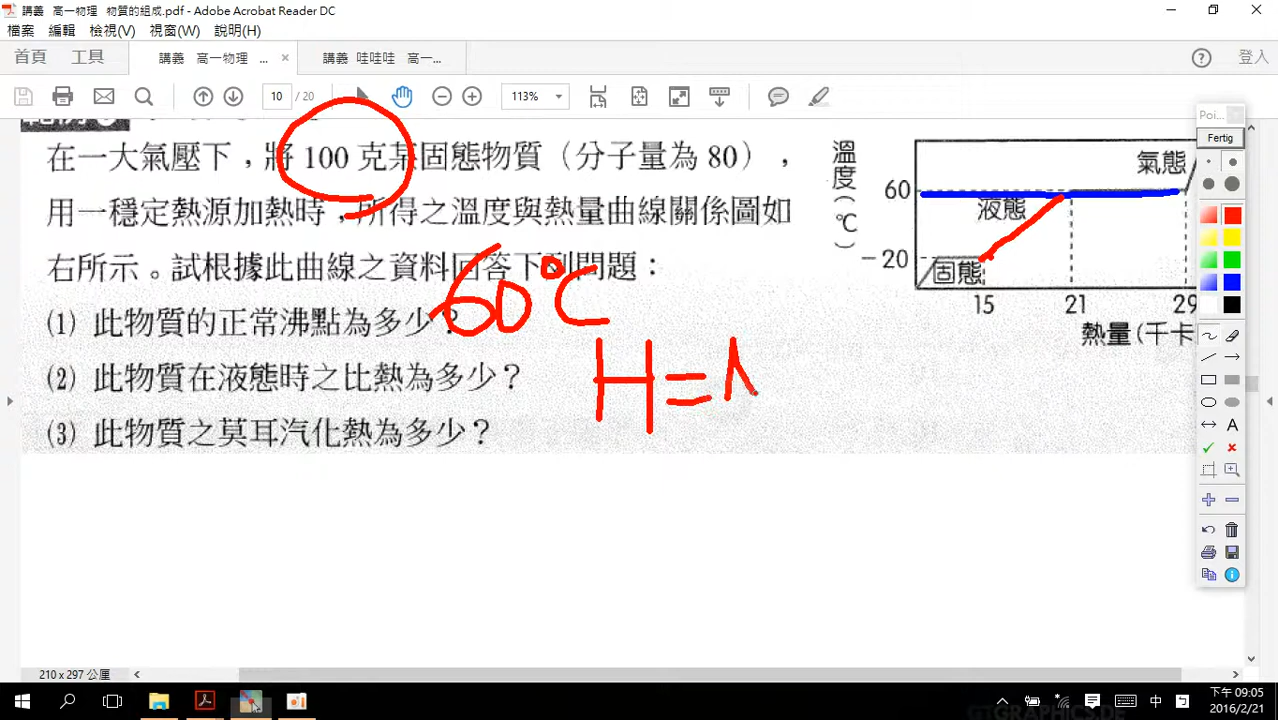 講義 高一物理 物質的組成.pdf - Adobe Acrobat Reader DC
檔案 編輯 檢視(V) 視窗(W) 說明(H)
首頁 工具 講義 高一物理 ... × 講義 哇哇哇 高一... 登入
10 / 20 113%
Fertig
在一大氣壓下,將 100 克某固態物質(分子量為 80),
用一穩定熱源加熱時,所得之溫度與熱量曲線關係圖如
右所示。試根據此曲線之資料回答下列問題:
(1) 此物質的正常沸點為多少?
60°C
(2) 此物質在液態時之比熱為多少?
H=
(3) 此物質之莫耳汽化熱為多少?
溫度(℃)
60
-20
氣態
液態
固態
15 21 29
熱量(千卡
210 x 297 公厘
中
下午 09:05
2016/2/21